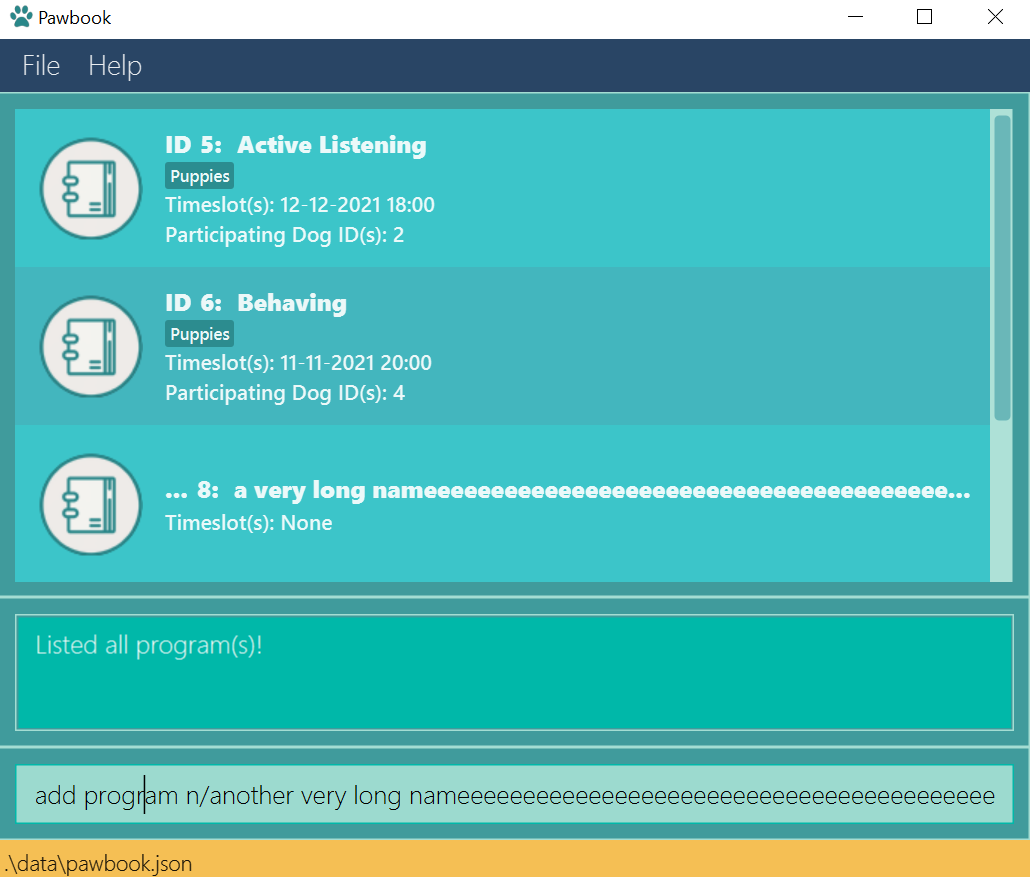 Pawbook
File Help
ID 5: Active Listening
Puppies
Timeslot(s): 12-12-2021 18:00
Participating Dog ID(s): 2
ID 6: Behaving
Puppies
Timeslot(s): 11-11-2021 20:00
Participating Dog ID(s): 4
... 8: a very long nameeeeeeeeeeeeeeeeeeeeeeeeeeeeeeeeeeeeeee...
Timeslot(s): None
Listed all program(s)!
add program n/another very long nameeeeeeeeeeeeeeeeeeeeeeeeeeeeeeeeeeeeeeeee
.\data\pawbook.json